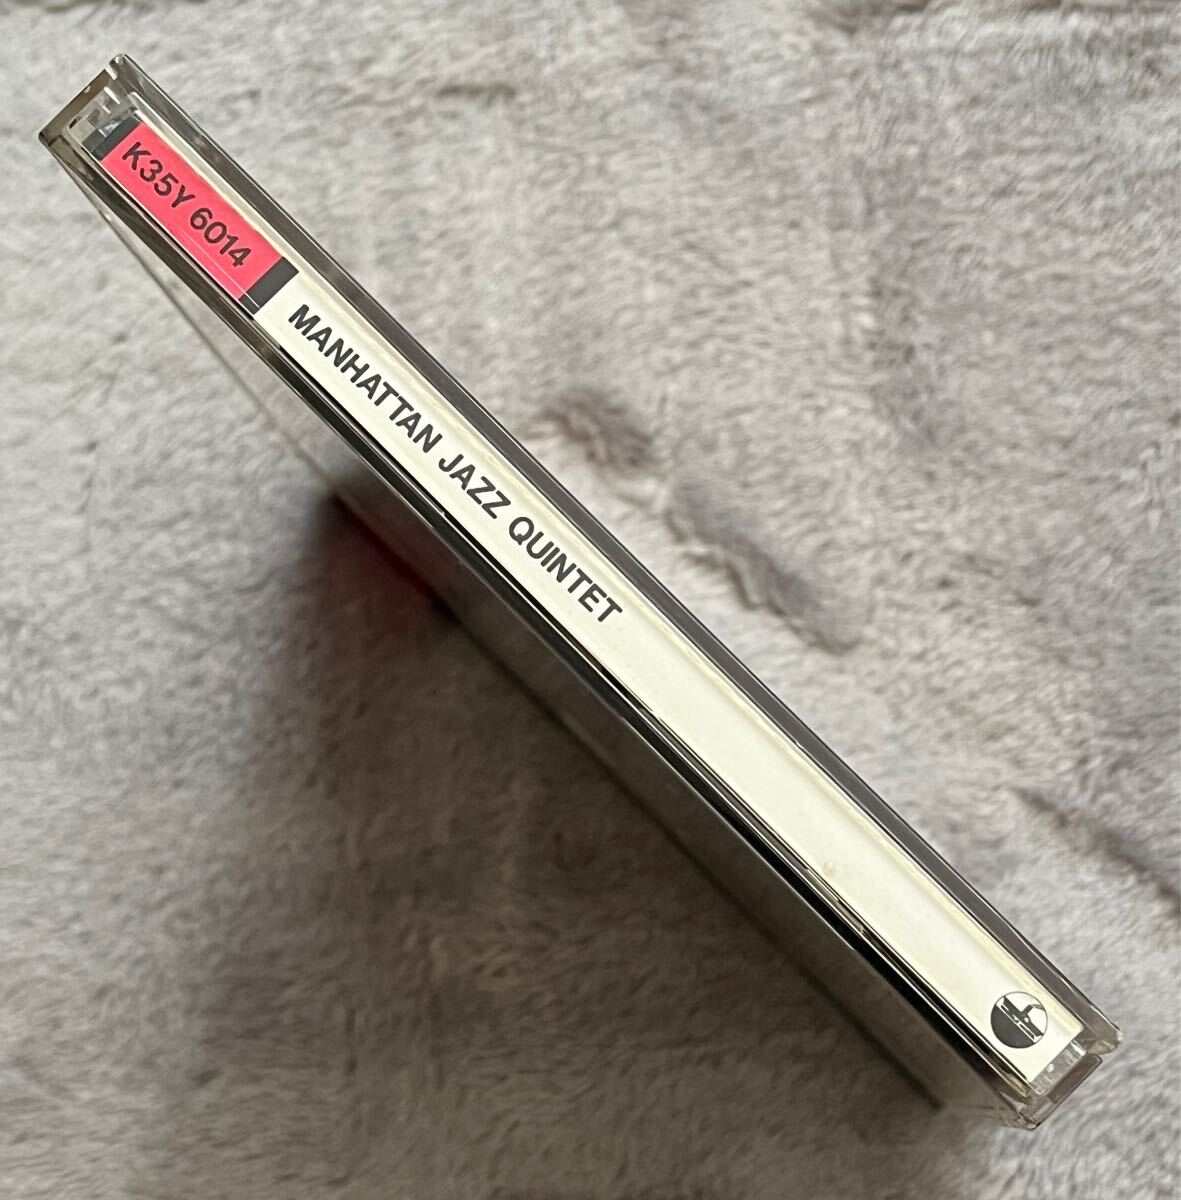 K35Y 6014
MANHATTAN JAZZ QUINTET